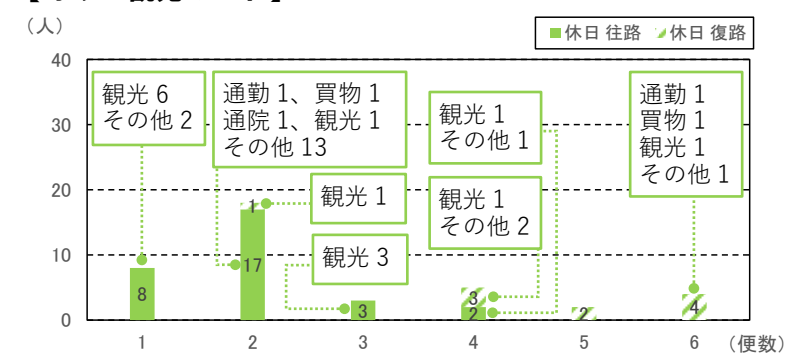 （人）
休日 往路 休日 復路
40
30
20
10
0
観光 6
その他 2
通勤 1、買物 1
通院 1、観光 1
その他 13
観光 1
観光 3
観光 1
その他 1
観光 1
その他 2
通勤 1
買物 1
観光 1
その他 1
8
1
17
3
3
2
2
4
1 2 3 4 5 6 （便数）